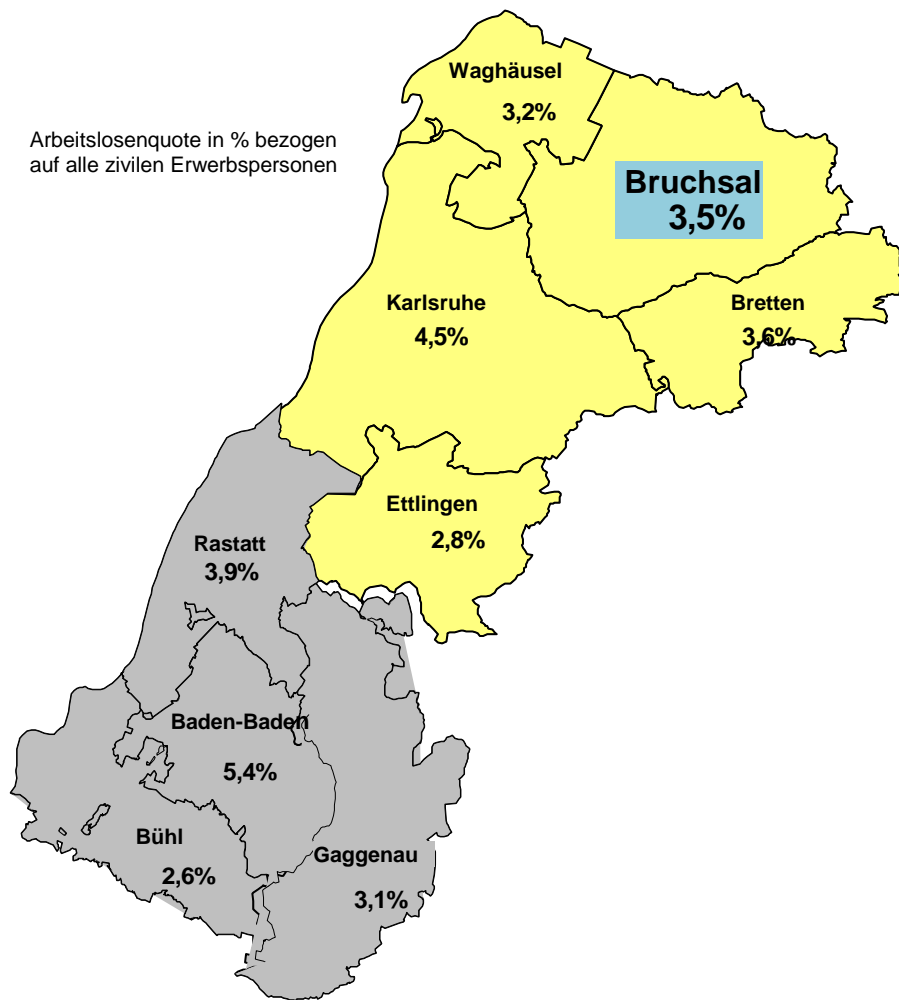 Waghäusel
3,2%
Arbeitslosenquote in % bezogen
auf alle zivilen Erwerbspersonen
Bruchsal
3,5%
Karlsruhe
4,5%
Bretten
3,6%
Ettlingen
2,8%
Rastatt
3,9%
Baden-Baden
5,4%
Bühl
2,6%
Gaggenau
3,1%